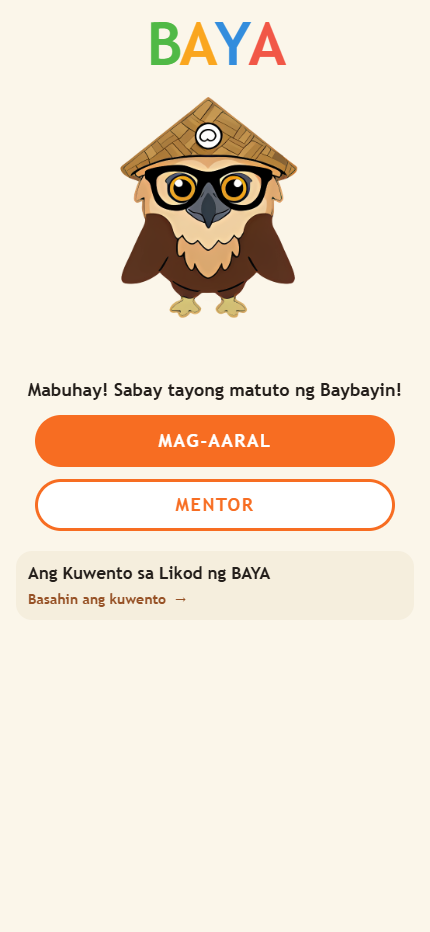 BAYA
Mabuhay! Sabay tayong matuto ng Baybayin!
MAG-AARAL
MENTOR
Ang Kuwento sa Likod ng BAYA
Basahin ang kuwento →